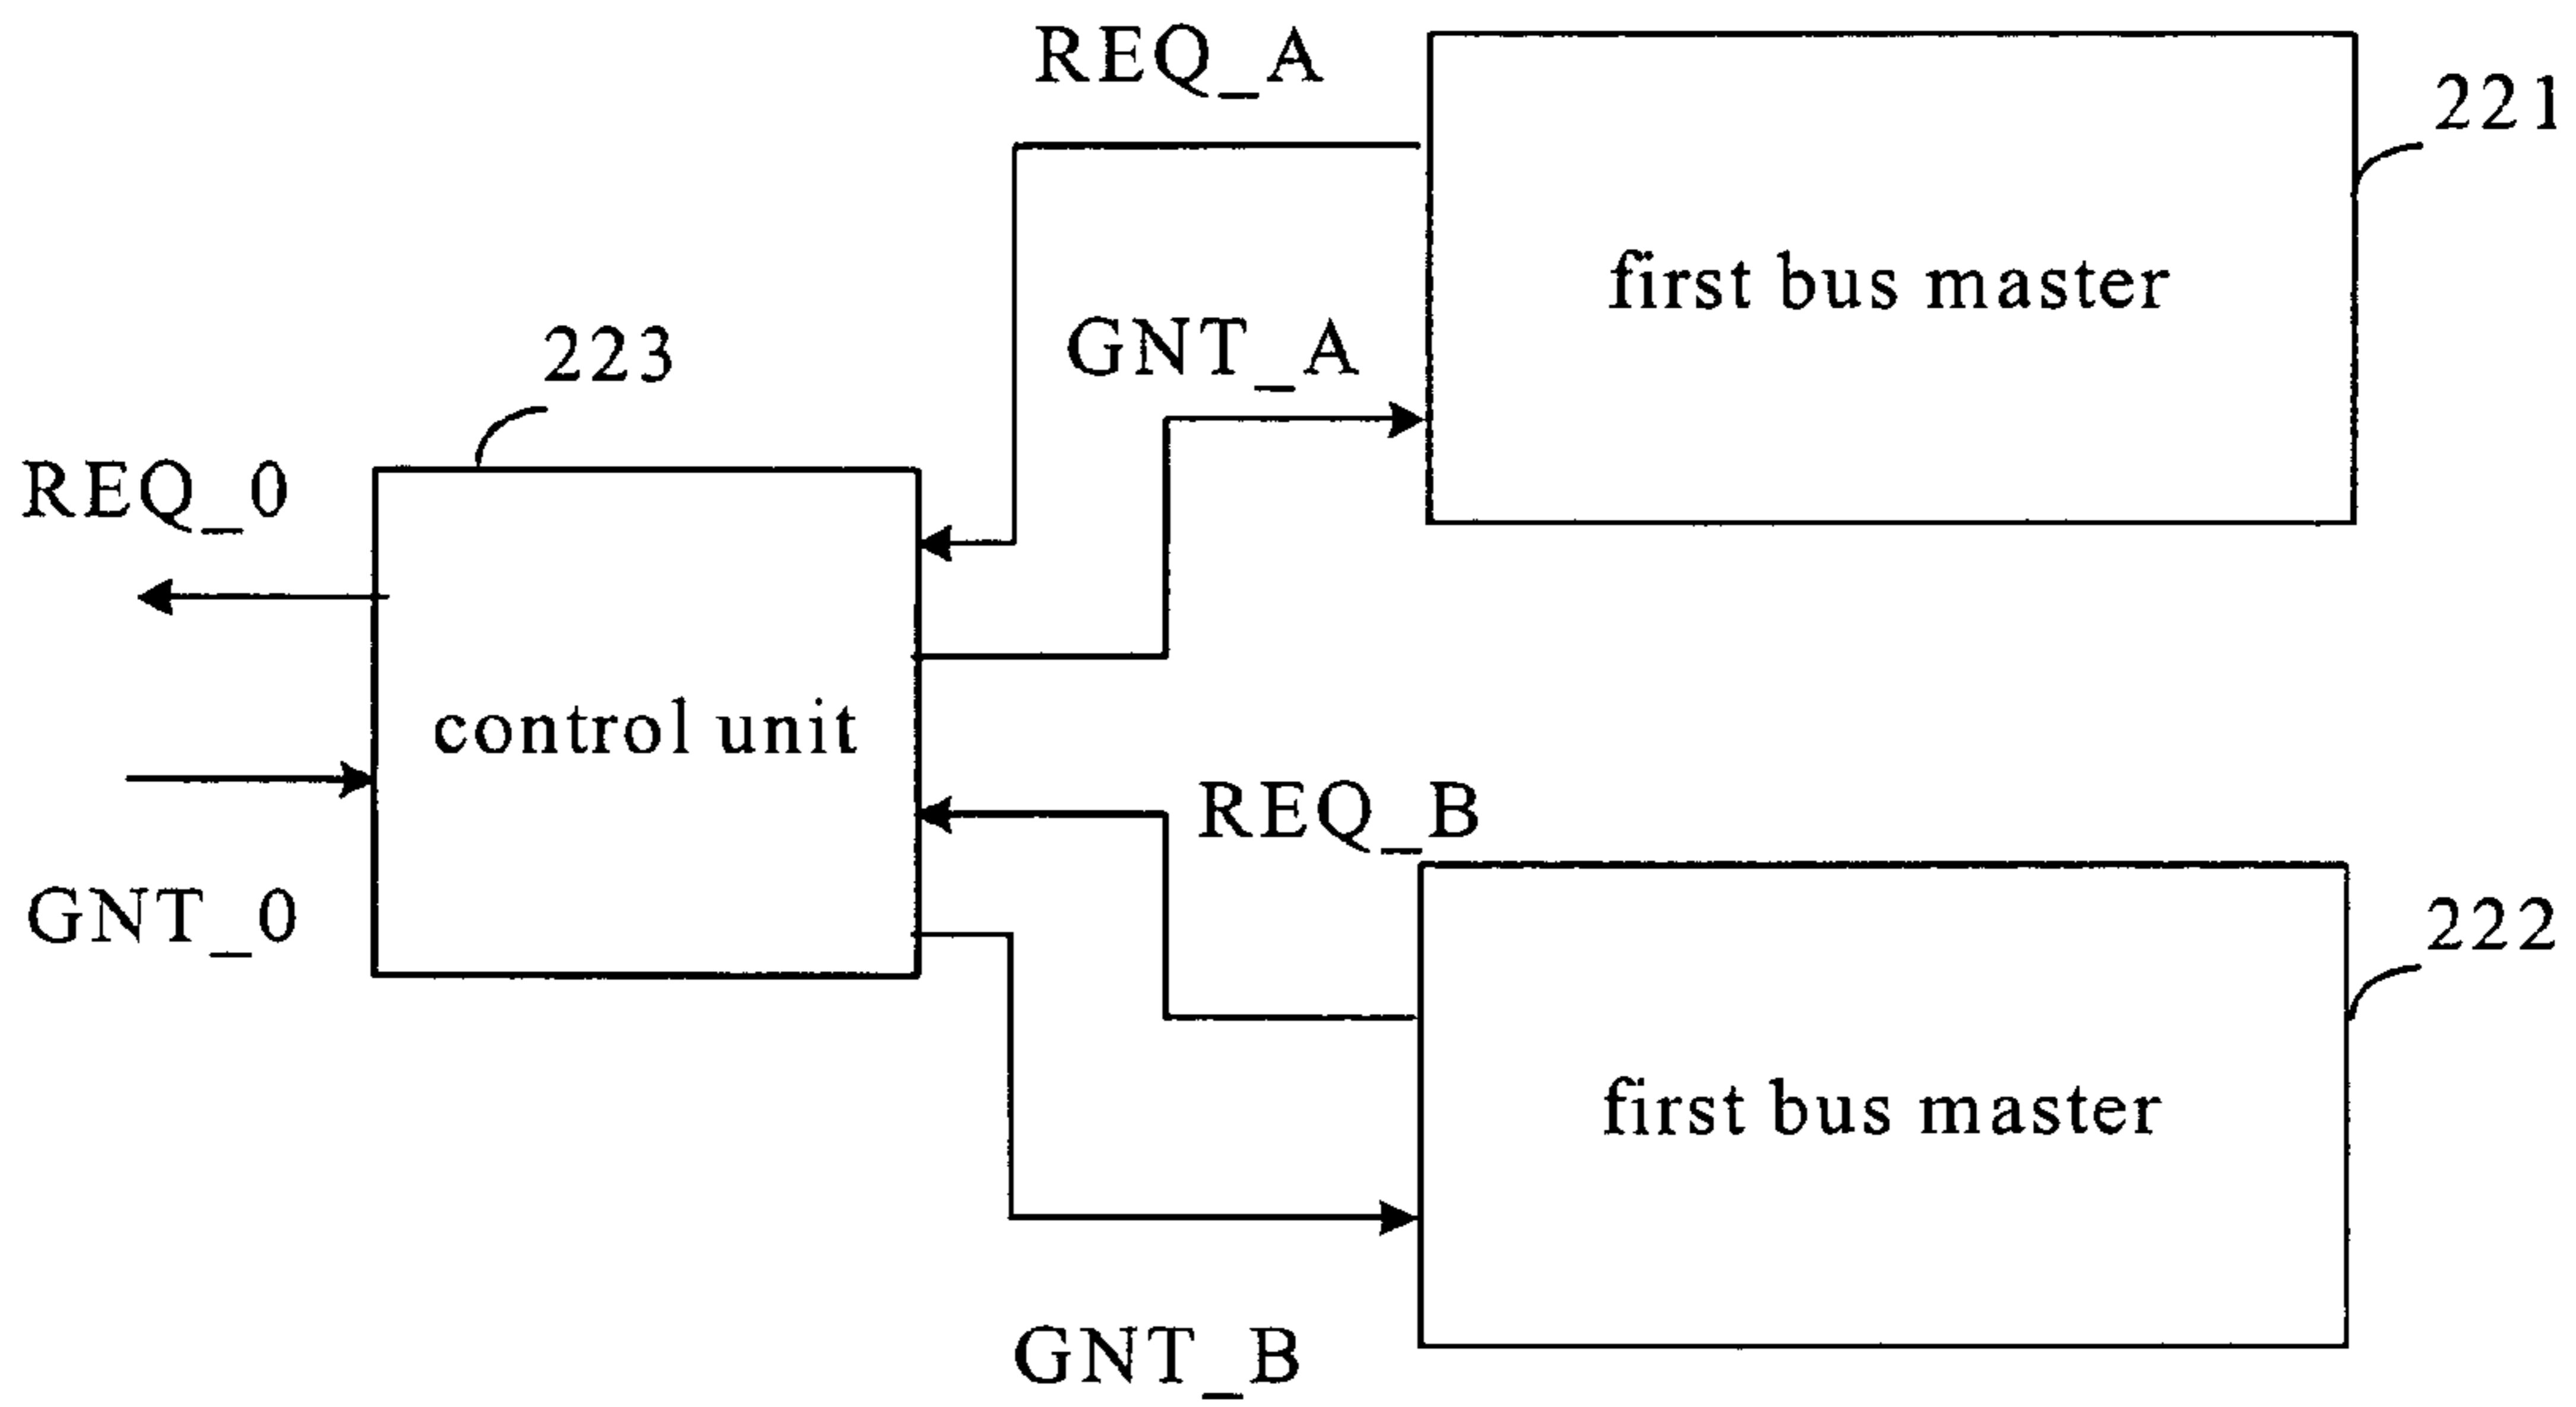 REQ_A
221
first bus master
GNT_A
223
REQ_0
control unit
REQ_B
GNT_0
222
first bus master
GNT_B